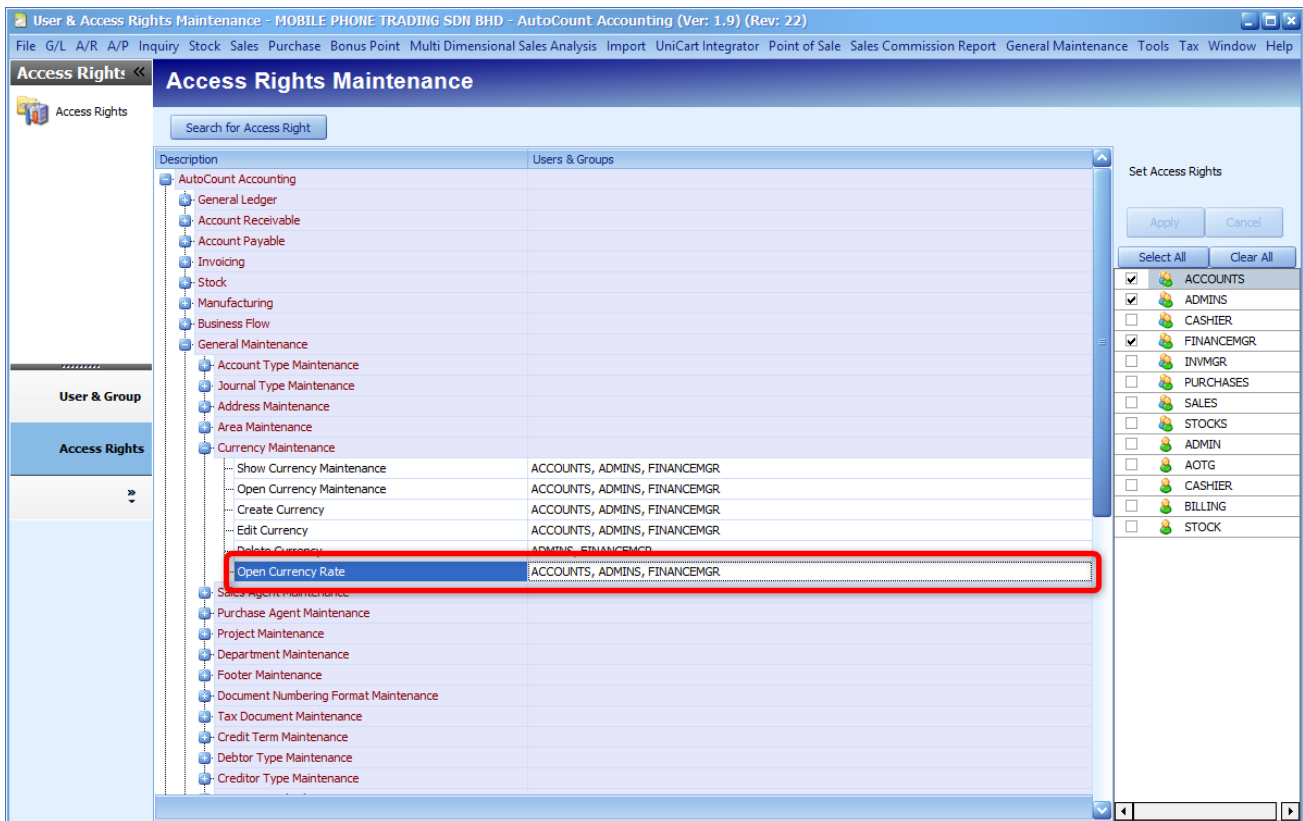 User & Access Rights Maintenance - MOBILE PHONE TRADING SDN BHD - AutoCount Accounting (Ver: 1.9) (Rev: 22)
File G/L A/R A/P Inquiry Stock Sales Purchase Bonus Point Multi Dimensional Sales Analysis Import UniCart Integrator Point of Sale Sales Commission Report General Maintenance Tools Tax Window Help
Access Rights «
Access Rights
User & Group
Access Rights
»
Access Rights Maintenance
Search for Access Right
Description Users & Groups
AutoCount Accounting
General Ledger
Account Receivable
Account Payable
Invoicing
Stock
Manufacturing
Business Flow
General Maintenance
Account Type Maintenance
Journal Type Maintenance
Address Maintenance
Area Maintenance
Currency Maintenance
Show Currency Maintenance ACCOUNTS, ADMINS, FINANCEMGR
Open Currency Maintenance ACCOUNTS, ADMINS, FINANCEMGR
Create Currency ACCOUNTS, ADMINS, FINANCEMGR
Edit Currency ACCOUNTS, ADMINS, FINANCEMGR
Delete Currency ADMINS, FINANCEMGR
Open Currency Rate ACCOUNTS, ADMINS, FINANCEMGR
Sales Agent Maintenance
Purchase Agent Maintenance
Project Maintenance
Department Maintenance
Footer Maintenance
Document Numbering Format Maintenance
Tax Document Maintenance
Credit Term Maintenance
Debtor Type Maintenance
Creditor Type Maintenance
Set Access Rights
Apply Cancel
Select All Clear All
ACCOUNTS
ADMINS
CASHIER
FINANCEMGR
INVMGR
PURCHASES
SALES
STOCKS
ADMIN
AOTG
CASHIER
BILLING
STOCK